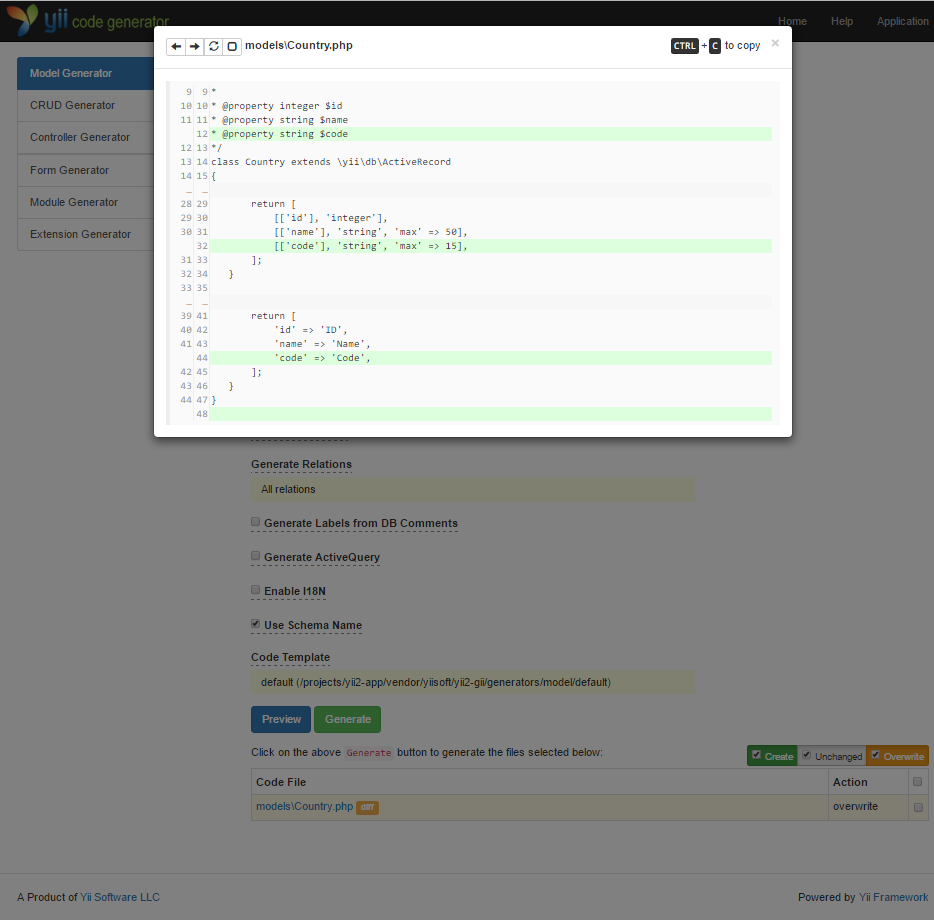 yii code generator
Home Help Application
models\Country.php
CTRL + C to copy ×
Model Generator
CRUD Generator
Controller Generator
Form Generator
Module Generator
Extension Generator
9 9 *
10 10 * @property integer $id
11 11 * @property string $name
12 * @property string $code
12 13 */
13 14 class Country extends \yii\db\ActiveRecord
14 15 {
… …
28 29 return [
29 30 [['id'], 'integer'],
30 31 [['name'], 'string', 'max' => 50],
32 [['code'], 'string', 'max' => 15],
31 33 ];
32 34 }
33 35
… …
39 41 return [
40 42 'id' => 'ID',
41 43 'name' => 'Name',
44 'code' => 'Code',
42 45 ];
43 46 }
44 47 }
48
Generate Relations
All relations
Generate Labels from DB Comments
Generate ActiveQuery
Enable I18N
Use Schema Name
Code Template
default (/projects/yii2-app/vendor/yiisoft/yii2-gii/generators/model/default)
Preview Generate
Click on the above Generate button to generate the files selected below:
Create Unchanged Overwrite
Code File Action
models\Country.php diff overwrite
A Product of Yii Software LLC
Powered by Yii Framework